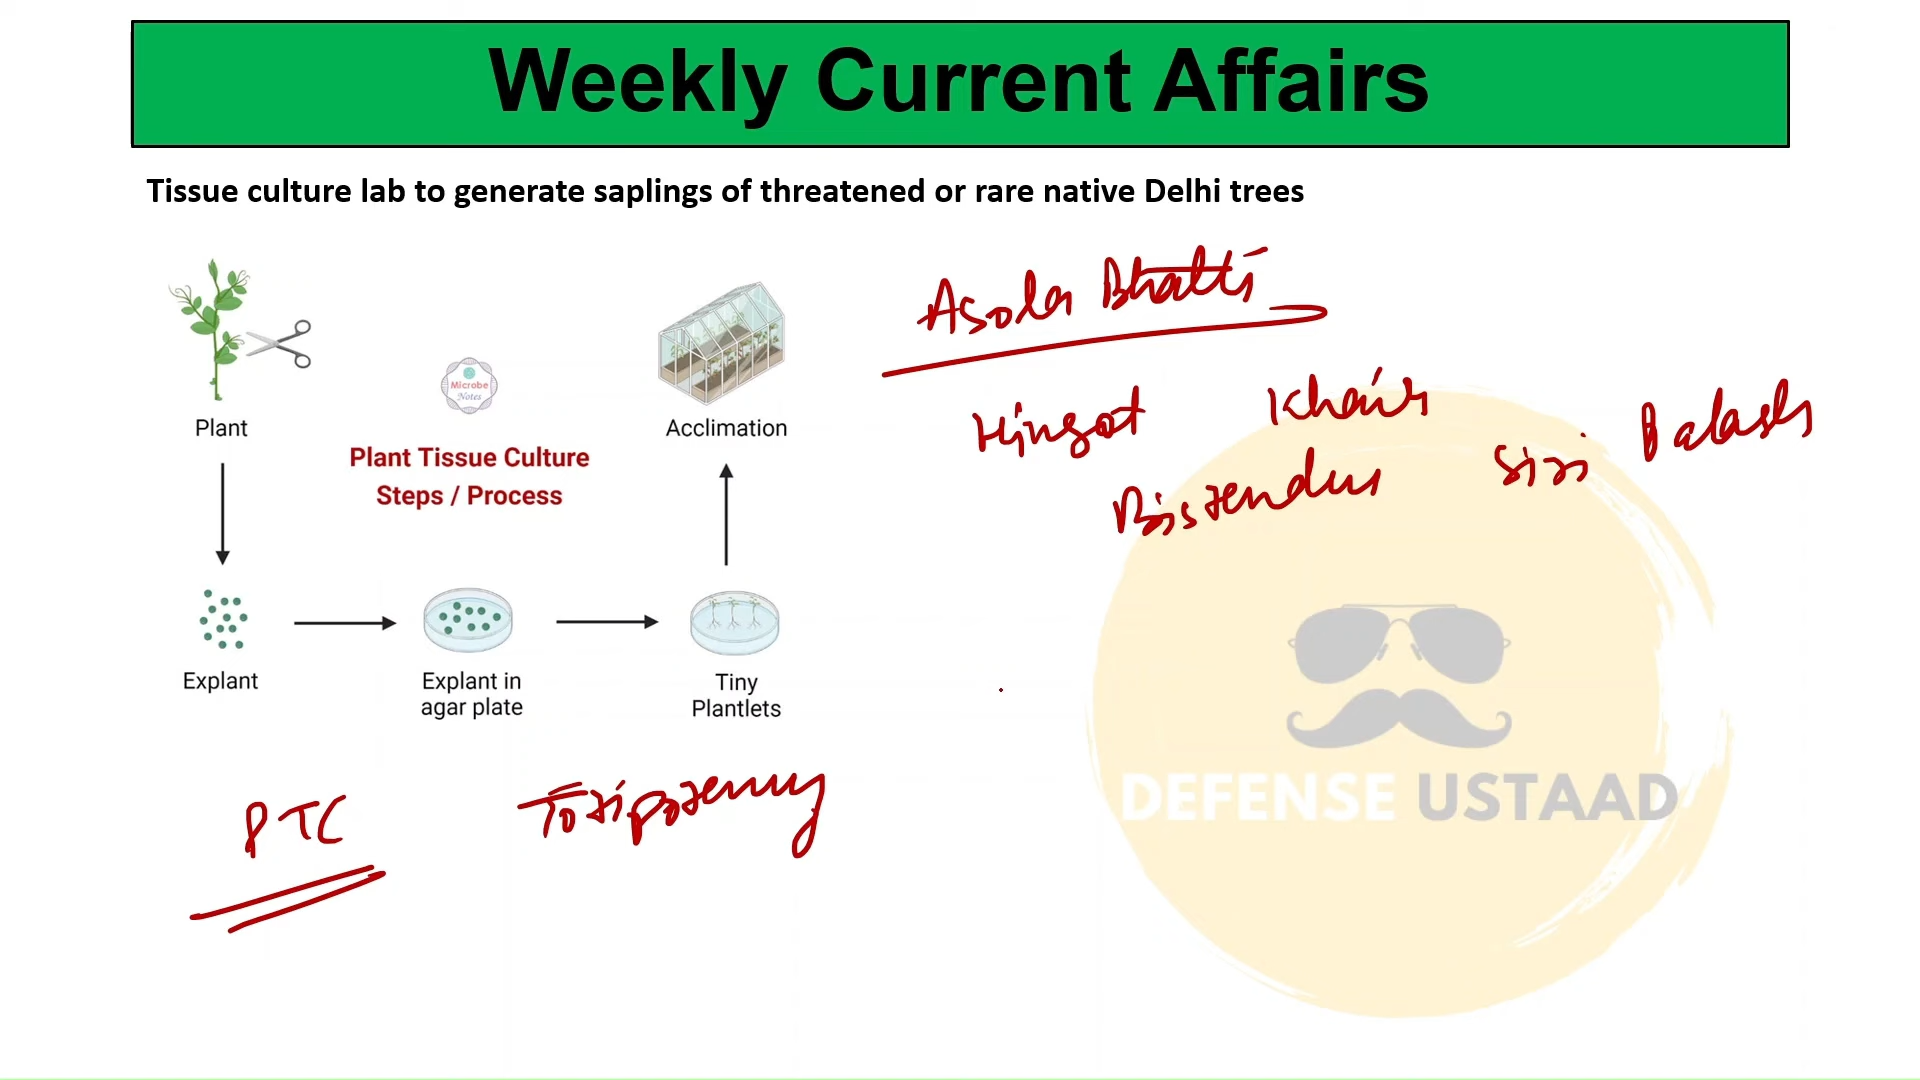 Weekly Current Affairs
Tissue culture lab to generate saplings of threatened or rare native Delhi trees
Asola Bhatti
Hingot Khair Siri Palash
Bistendu
Plant
Microbe
Notes
Plant Tissue Culture
Steps / Process
Acclimation
Explant
Explant in
agar plate
Tiny
Plantlets
PTC
Totipotency
DEFENSE USTAAD